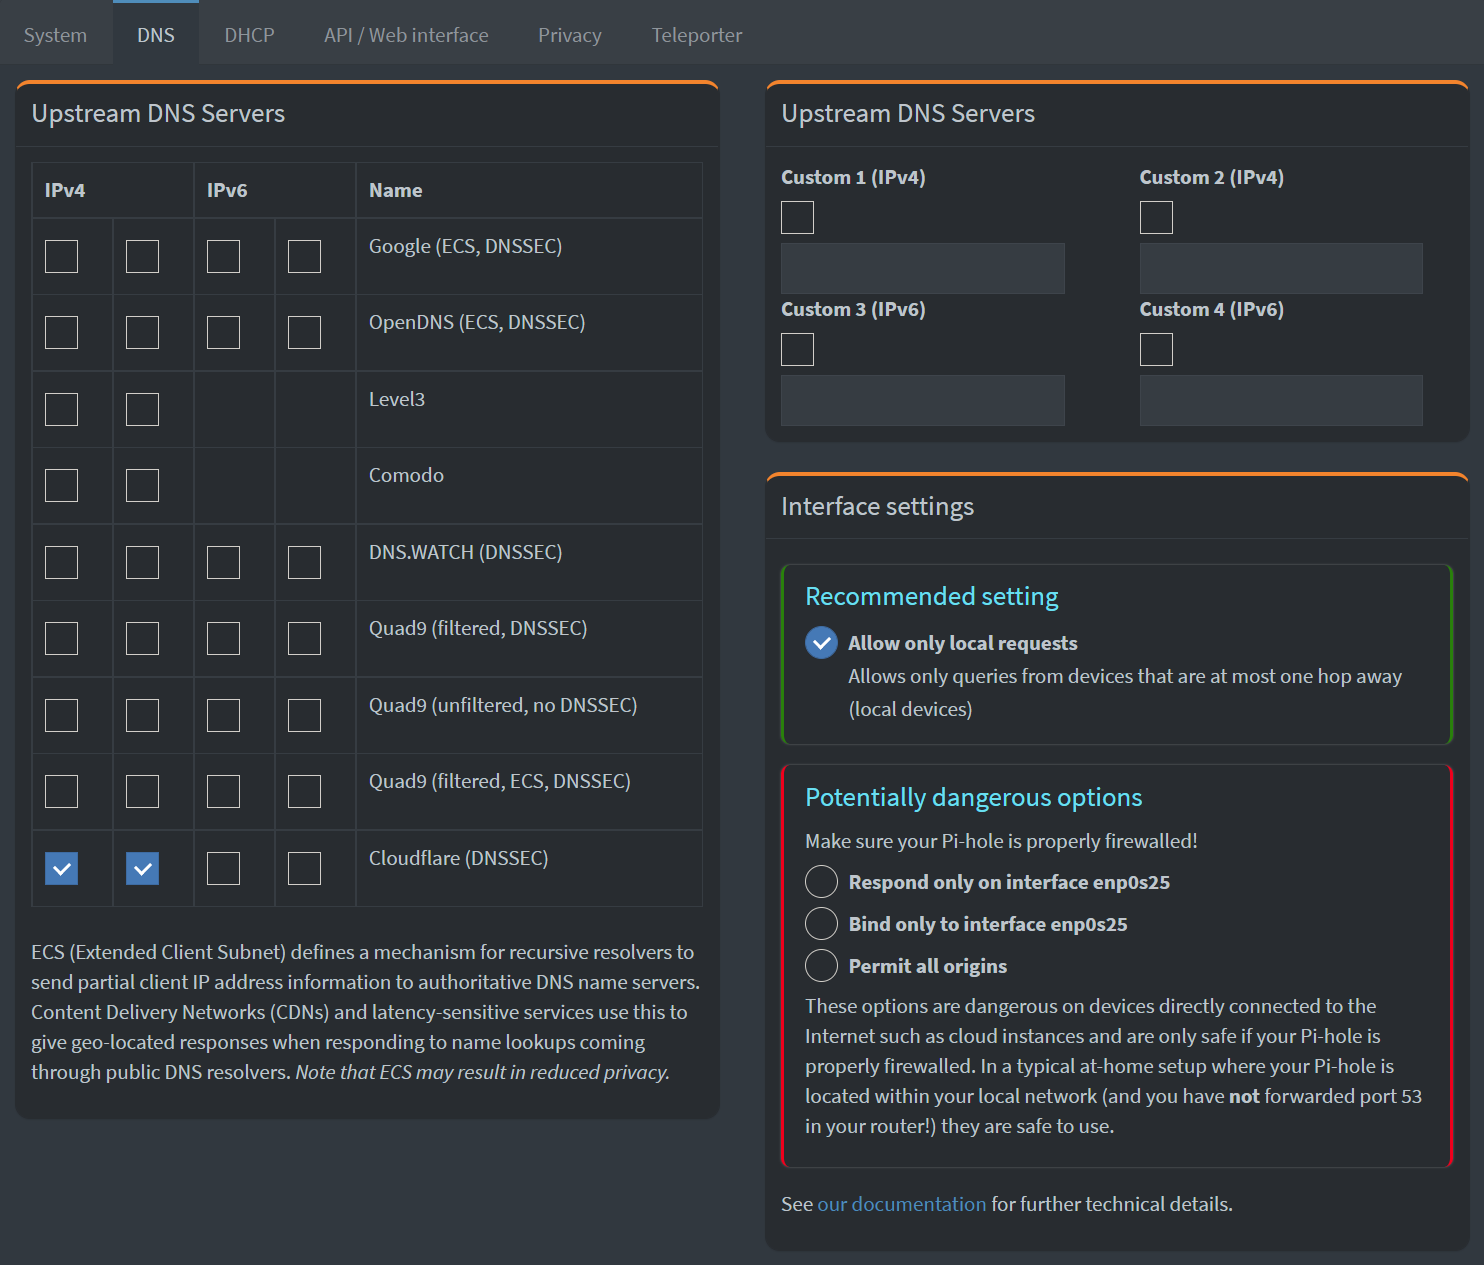 System
DNS
DHCP
API / Web interface
Privacy
Teleporter
Upstream DNS Servers
IPv4
IPv6
Name
Google (ECS, DNSSEC)
OpenDNS (ECS, DNSSEC)
Level3
Comodo
DNS.WATCH (DNSSEC)
Quad9 (filtered, DNSSEC)
Quad9 (unfiltered, no DNSSEC)
Quad9 (filtered, ECS, DNSSEC)
Cloudflare (DNSSEC)
ECS (Extended Client Subnet) defines a mechanism for recursive resolvers to
send partial client IP address information to authoritative DNS name servers.
Content Delivery Networks (CDNs) and latency-sensitive services use this to
give geo-located responses when responding to name lookups coming
through public DNS resolvers. Note that ECS may result in reduced privacy.
Upstream DNS Servers
Custom 1 (IPv4)
Custom 2 (IPv4)
Custom 3 (IPv6)
Custom 4 (IPv6)
Interface settings
Recommended setting
Allow only local requests
Allows only queries from devices that are at most one hop away
(local devices)
Potentially dangerous options
Make sure your Pi-hole is properly firewalled!
Respond only on interface enp0s25
Bind only to interface enp0s25
Permit all origins
These options are dangerous on devices directly connected to the
Internet such as cloud instances and are only safe if your Pi-hole is
properly firewalled. In a typical at-home setup where your Pi-hole is
located within your local network (and you have not forwarded port 53
in your router!) they are safe to use.
See our documentation for further technical details.